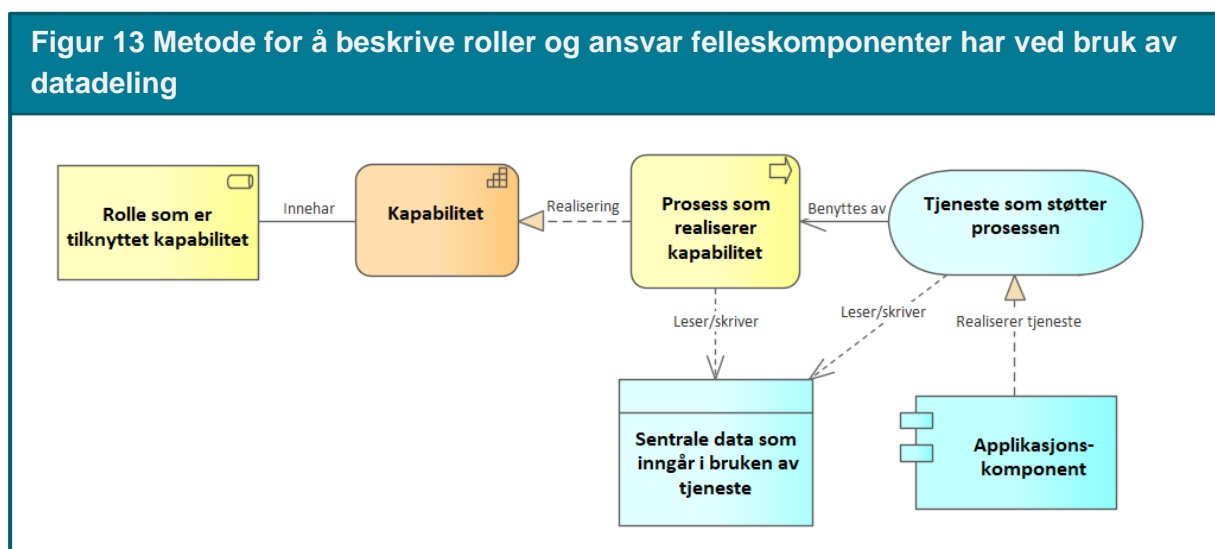 Figur 13 Metode for å beskrive roller og ansvar felleskomponenter har ved bruk av
datadeling
Rolle som er
tilknyttet kapabilitet
Innehar
Kapabilitet
Realisering
Prosess som
realiserer
kapabilitet
Benyttes av
Tjeneste som støtter
prosessen
Leser/skriver
Leser/skriver
Realiserer tjeneste
Sentrale data som
inngår i bruken av
tjeneste
Applikasjons-
komponent